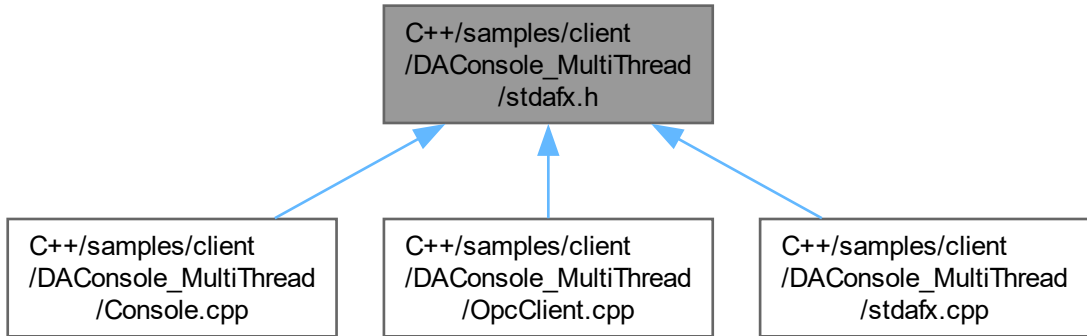 C++/samples/client
/DAConsole_MultiThread
/stdafx.h
C++/samples/client
/DAConsole_MultiThread
/Console.cpp
C++/samples/client
/DAConsole_MultiThread
/OpcClient.cpp
C++/samples/client
/DAConsole_MultiThread
/stdafx.cpp